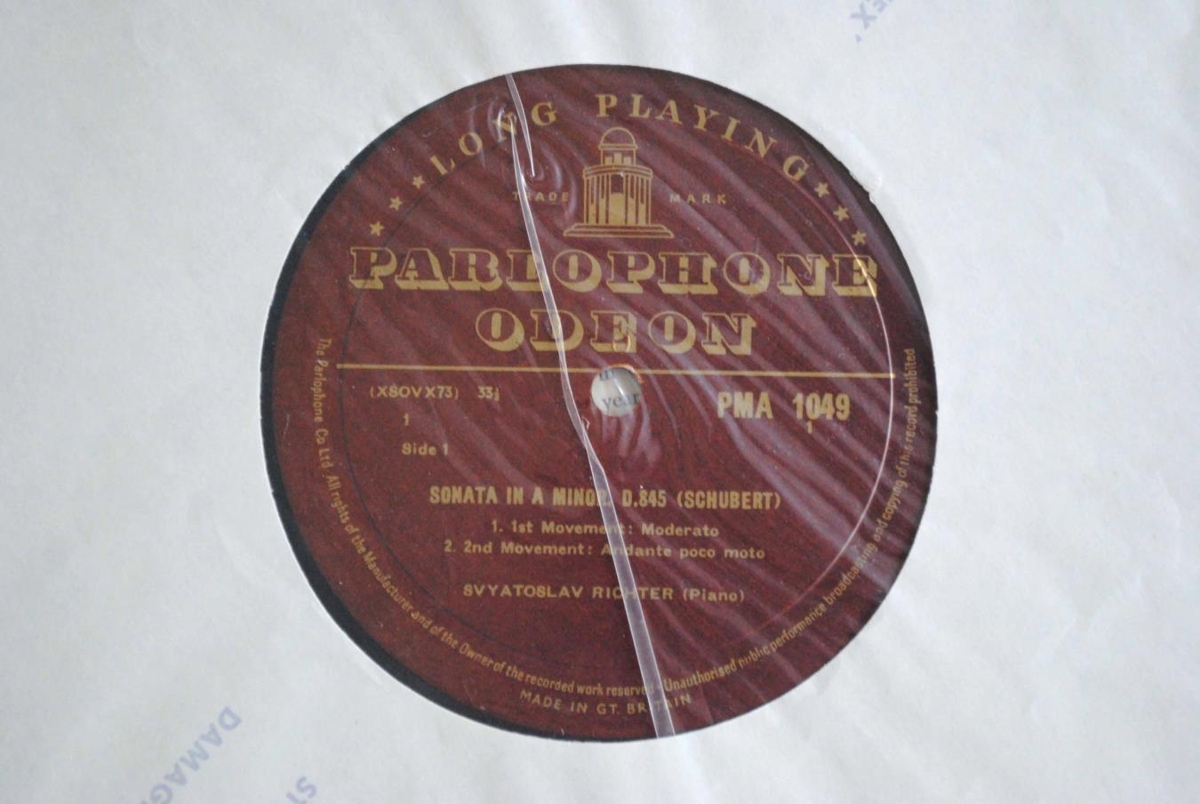 LONG PLAYING
TRADE MARK
PARLOPHONE
ODEON
(XSOVX73) 33⅓
PMA 1049
1
1
Side 1
SONATA IN A MINOR, D.845 (SCHUBERT)
1. 1st Movement: Moderato
2. 2nd Movement: Andante poco moto
SVYATOSLAV RICHTER (Piano)
The Parlophone Co Ltd. All rights of the Manufacturer and of the Owner of the recorded work reserved. Unauthorised public performance broadcasting and copying of this record prohibited
MADE IN GT. BRITAIN
year